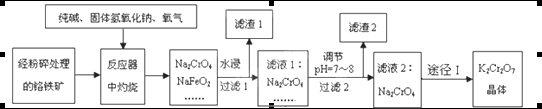 纯碱、固体氢氧化钠、氧气
滤渣1
滤渣2
经粉碎处理
的铬铁矿
反应器
中灼烧
Na₂CrO₄
NaFeO₂
……
水浸
过滤1
滤液1：
Na₂CrO₄
……
调节
pH=7～8
过滤2
滤液2：
Na₂CrO₄
途径Ⅰ
K₂Cr₂O₇
晶体